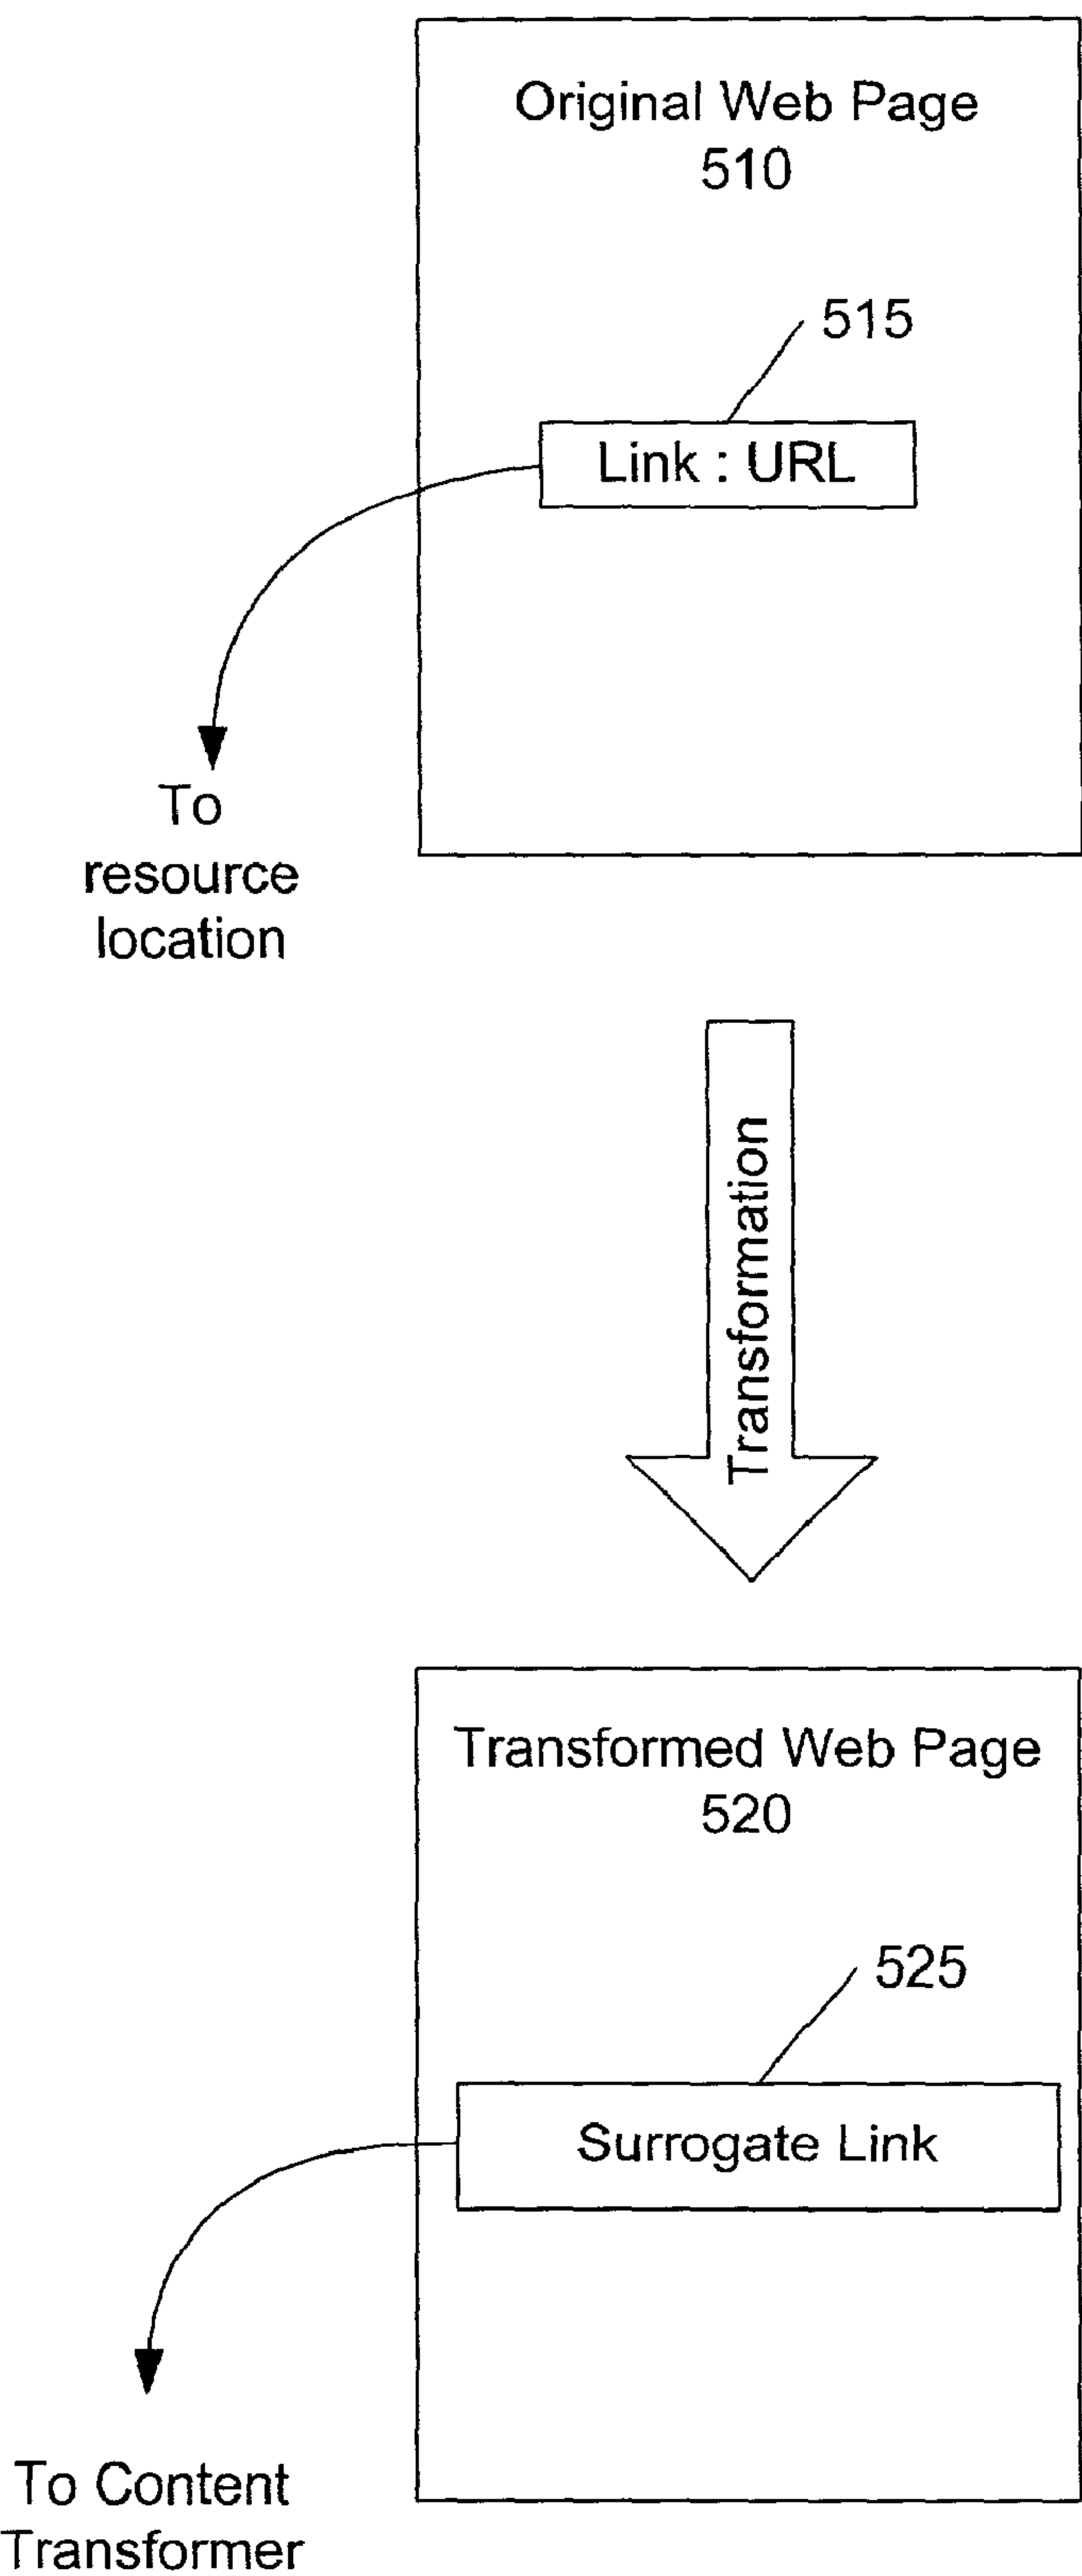 Original Web Page
510
515
Link : URL
To
resource
location
Transformation
Transformed Web Page
520
525
Surrogate Link
To Content
Transformer